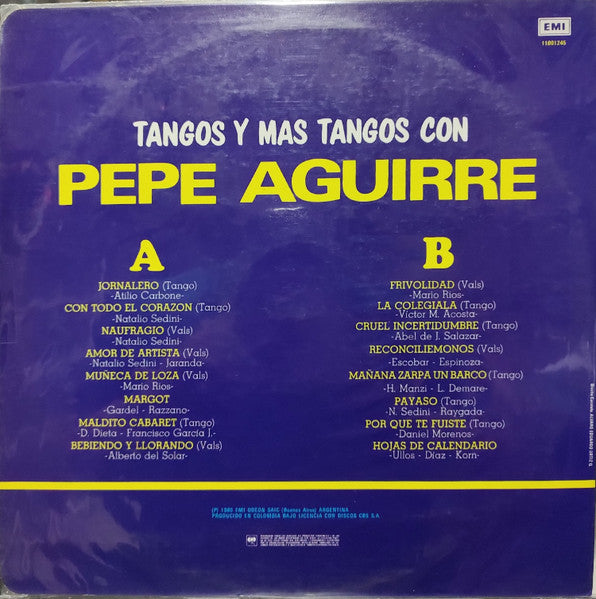 EMI
11001245
TANGOS Y MAS TANGOS CON
PEPE AGUIRRE
A
JORNALERO (Tango)
-Atilio Carbone-
CON TODO EL CORAZON (Tango)
-Natalio Sedini-
NAUFRAGIO (Vals)
-Natalio Sedini-
AMOR DE ARTISTA (Vals)
-Natalio Sedini - Jaranda-
MUÑECA DE LOZA (Vals)
-Mario Rios-
MARGOT
-Gardel - Razzano-
MALDITO CABARET (Tango)
-D. Dieta - Francisco García J.-
BEBIENDO Y LLORANDO (Vals)
-Alberto del Solar-
B
FRIVOLIDAD (Vals)
-Mario Rios-
LA COLEGIALA (Tango)
-Víctor M. Acosta-
CRUEL INCERTIDUMBRE (Tango)
-Abel de J. Salazar-
RECONCILIEMONOS (Vals)
-Escobar - Espinoza-
MAÑANA ZARPA UN BARCO (Tango)
-H. Manzi - L. Demare-
PAYASO (Tango)
-N. Sedini - Raygada-
POR QUE TE FUISTE (Tango)
-Daniel Morenos-
HOJAS DE CALENDARIO
-Ullos - Díaz - Korn-
EMI ODEON SAIC (Buenos Aires) ARGENTINA
PRODUCIDO EN COLOMBIA BAJO LICENCIA CON DISCOS CBS S.A.